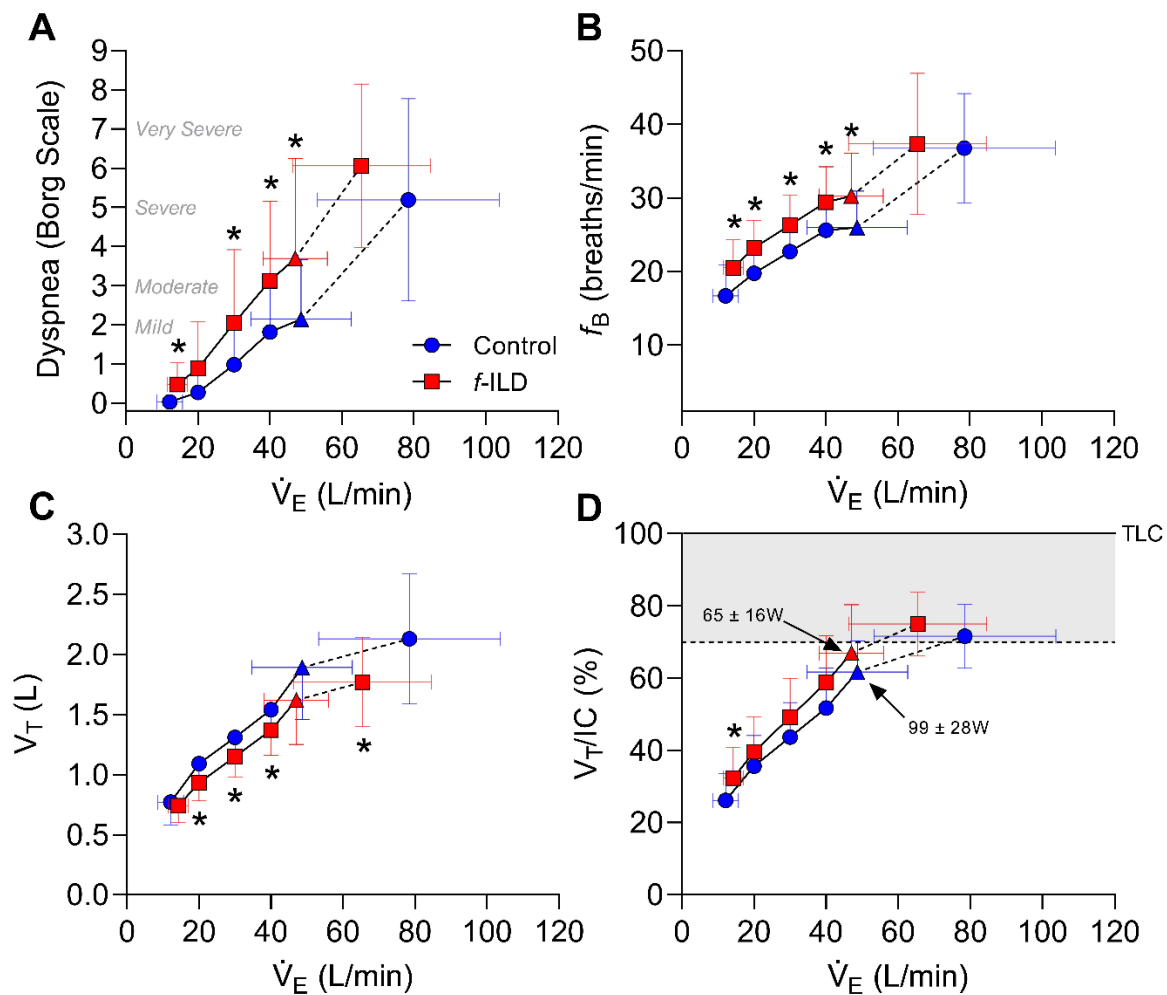 A
Dyspnea (Borg Scale)
9
8
7
6
5
4
3
2
1
0
Very Severe
Severe
Moderate
Mild
*
*
*
*
Control
f-ILD
0 20 40 60 80 100 120
V̇E (L/min)
B
fB (breaths/min)
50
40
30
20
10
*
*
*
*
*
0 20 40 60 80 100 120
V̇E (L/min)
C
VT (L)
3.0
2.5
2.0
1.5
1.0
0.5
0.0
*
*
*
*
0 20 40 60 80 100 120
V̇E (L/min)
D
VT/IC (%)
100
80
60
40
20
0
TLC
65 ± 16W
99 ± 28W
*
0 20 40 60 80 100 120
V̇E (L/min)